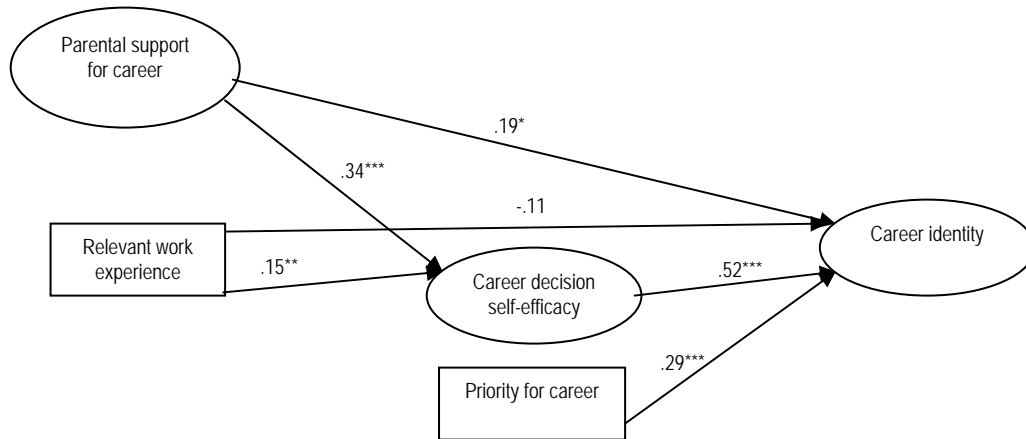 Parental support
for career
.19*
.34***
-.11
Relevant work
experience
.15**
Career identity
Career decision
self-efficacy
.52***
.29***
Priority for career